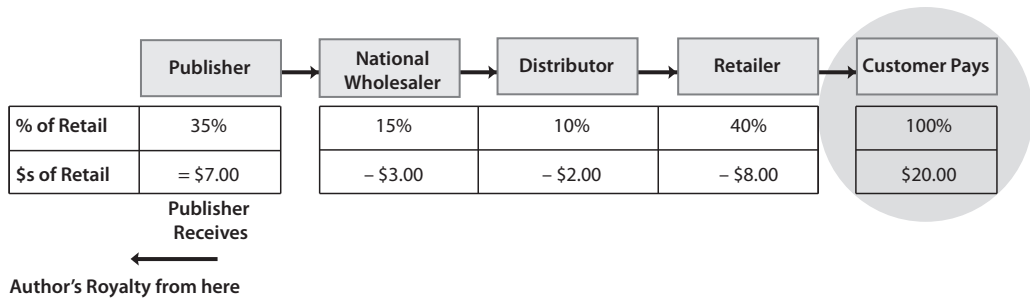 Publisher
National
Wholesaler
Distributor
Retailer
Customer Pays
% of Retail 35% 15% 10% 40% 100%
$s of Retail = $7.00 – $3.00 – $2.00 – $8.00 $20.00
Publisher
Receives
Author’s Royalty from here